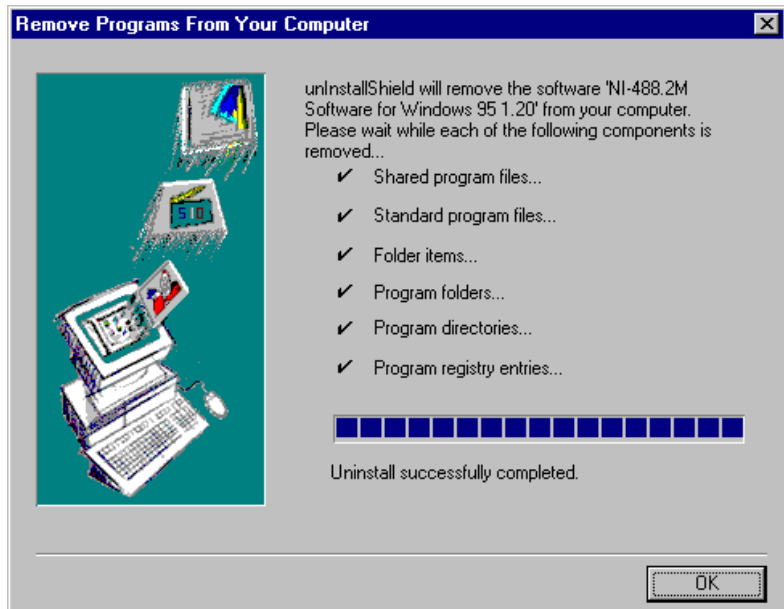 Remove Programs From Your Computer
unInstallShield will remove the software 'NI-488.2M
Software for Windows 95 1.20' from your computer.
Please wait while each of the following components is
removed...
Shared program files...
Standard program files...
Folder items...
Program folders...
Program directories...
Program registry entries...
Uninstall successfully completed.
OK